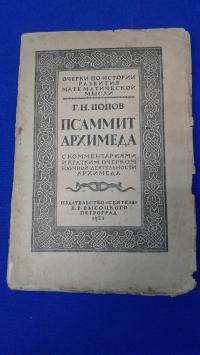 ОЧЕРКИ ПО ИСТОРИИ
РАЗВИТИЯ
МАТЕМАТИЧЕСКОЙ
МЫСЛИ
Г.Н. ПОПОВ
ПСАММИТ
АРХИМЕДА
С КОММЕНТАРИЯМИ
И КРАТКИМ ОЧЕРКОМ
НАУЧНОЙ ДЕЯТЕЛЬНОСТИ
АРХИМЕДА
ИЗДАТЕЛЬСТВО "СЕЯТЕЛЬ"
Е.В. ВЫСОЦКОГО
ПЕТРОГРАД